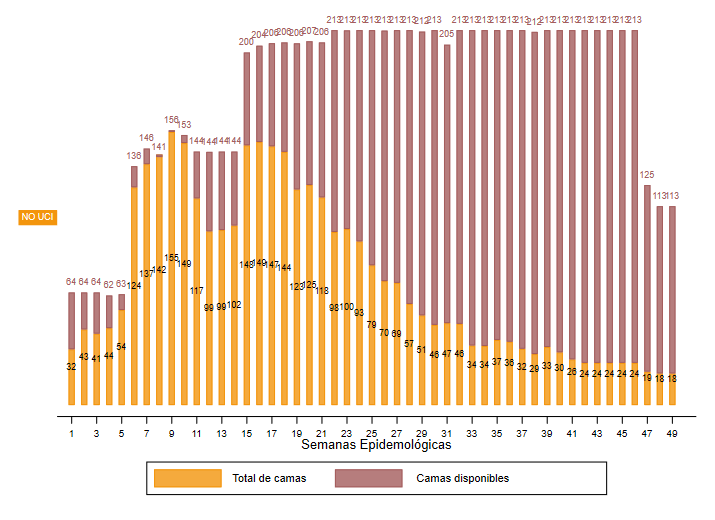 64 64 64 62 63 136 146 141 156 153 144 144 144 144 200 204 206 206 206 207 206 213 213 213 213 213 213 213 212 213 205 213 213 213 213 213 213 212 213 213 213 213 213 213 213 213 125 113 113
NO UCI
32 43 41 44 54 124 137 142 155 149 117 99 99 102 148 149 147 144 123 125 118 98 100 93 79 70 69 57 51 46 47 46 34 34 37 36 32 29 33 30 26 24 24 24 24 24 19 18 18
1 3 5 7 9 11 13 15 17 19 21 23 25 27 29 31 33 35 37 39 41 43 45 47 49
Semanas Epidemológicas
Total de camas Camas disponibles